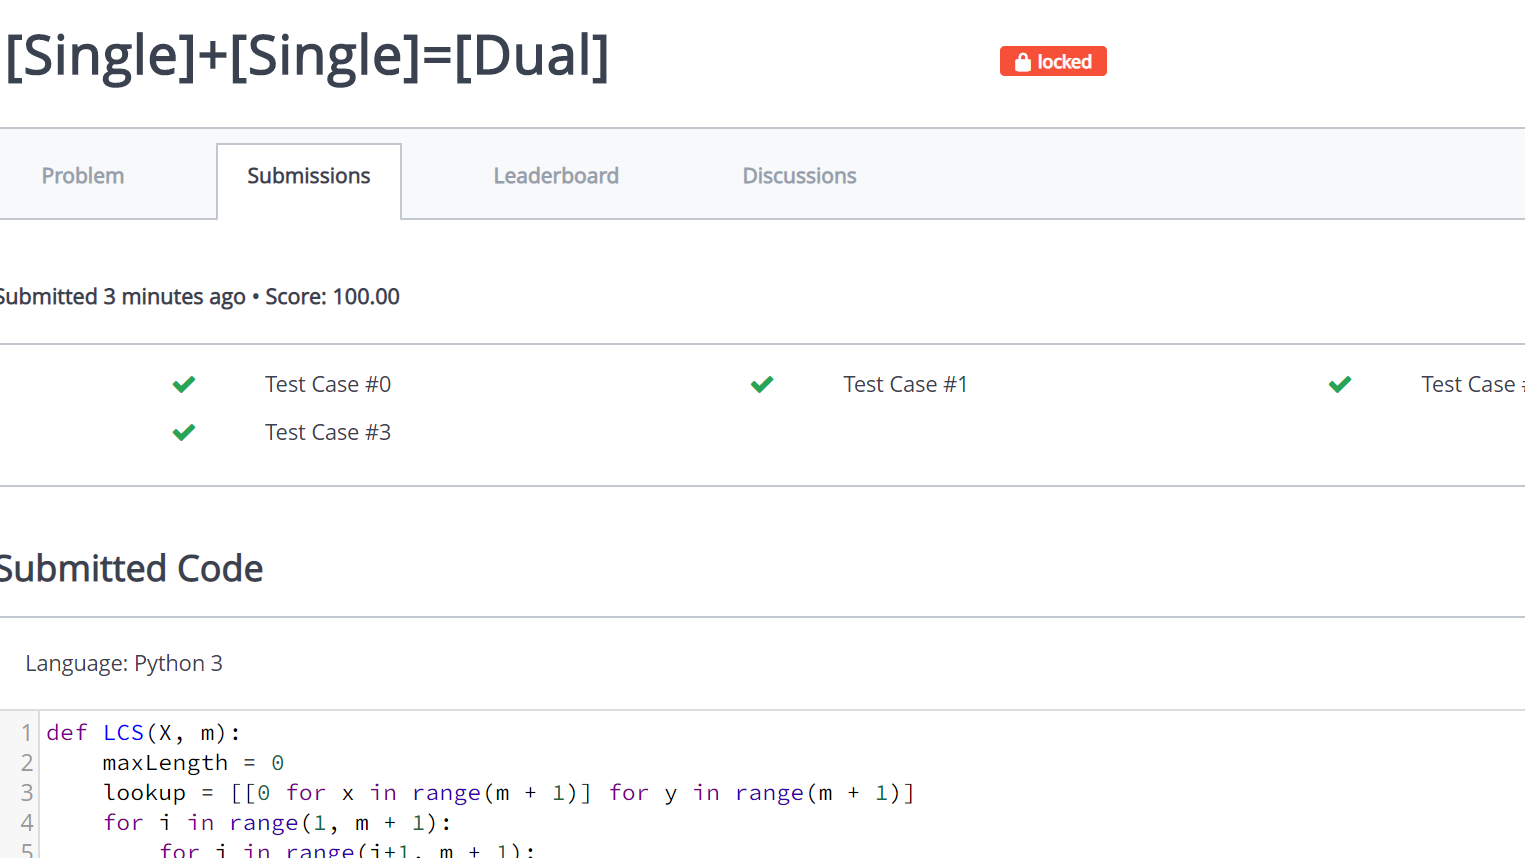 [Single]+[Single]=[Dual]
locked
Problem Submissions Leaderboard Discussions
Submitted 3 minutes ago • Score: 100.00
Test Case #0 Test Case #1 Test Case
Test Case #3
Submitted Code
Language: Python 3
1 def LCS(X, m):
2 maxLength = 0
3 lookup = [[0 for x in range(m + 1)] for y in range(m + 1)]
4 for i in range(1, m + 1):
5 for j in range(i+1, m + 1):